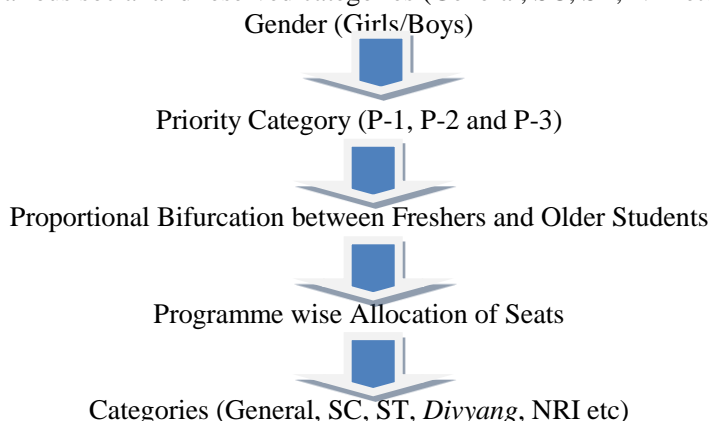 Gender (Girls/Boys)
Priority Category (P-1, P-2 and P-3)
Proportional Bifurcation between Freshers and Older Students
Programme wise Allocation of Seats
Categories (General, SC, ST, Divyang, NRI etc)